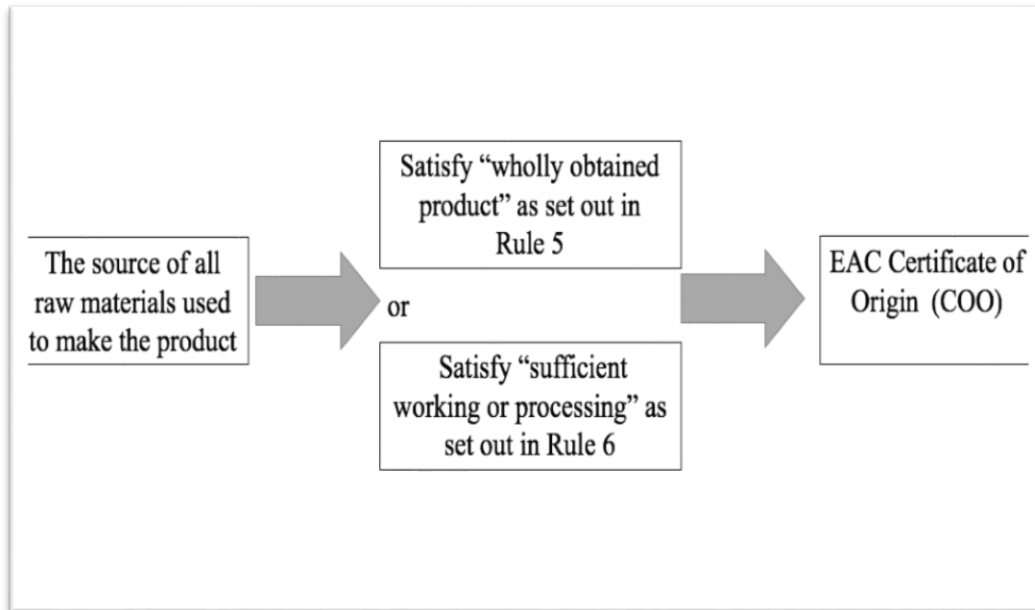 The source of all
raw materials used
to make the product
Satisfy “wholly obtained
product” as set out in
Rule 5
or
Satisfy “sufficient
working or processing” as
set out in Rule 6
EAC Certificate of
Origin (COO)